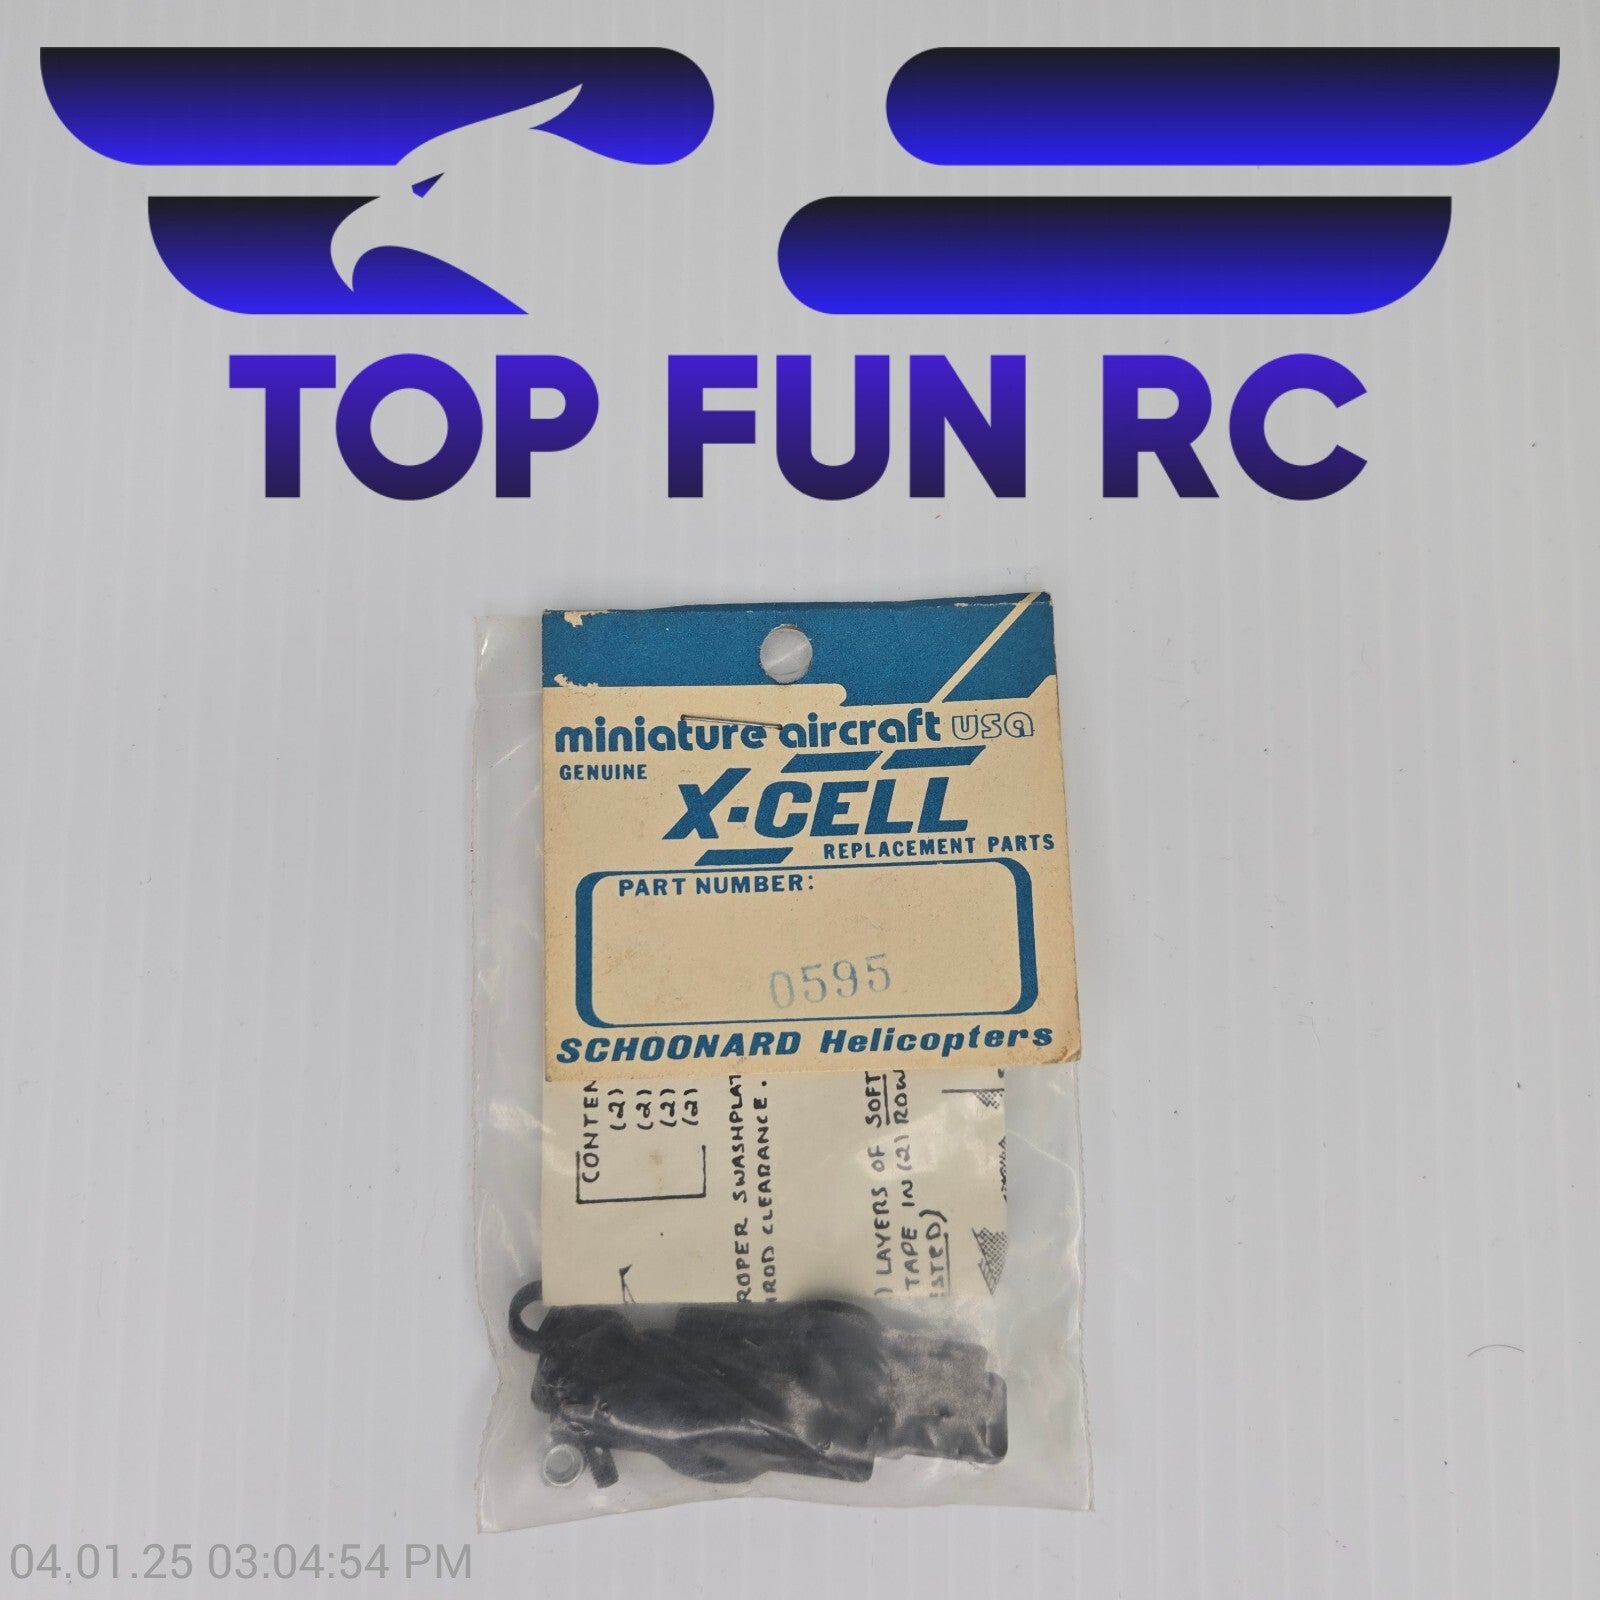 TOP FUN RC
miniature aircraft USA
GENUINE
X-CELL
REPLACEMENT PARTS
PART NUMBER:
0595
SCHOONARD Helicopters
CONTEN
(2)
(2)
(2)
(2)
ROPER SWASHPLAT
ROD CLEARANCE.
) LAYERS OF SOFT
TAPE IN (2) ROW
04.01.25 03:04:54 PM